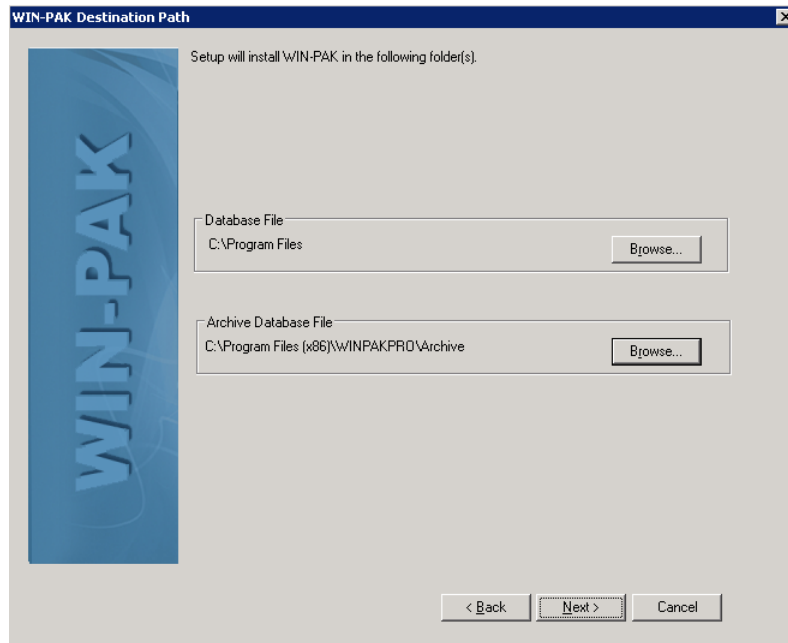 WIN-PAK Destination Path
Setup will install WIN-PAK in the following folder(s).
WIN-PAK
Database File
C:\Program Files
Browse...
Archive Database File
C:\Program Files (x86)\WINPAKPRO\Archive
Browse...
< Back
Next >
Cancel